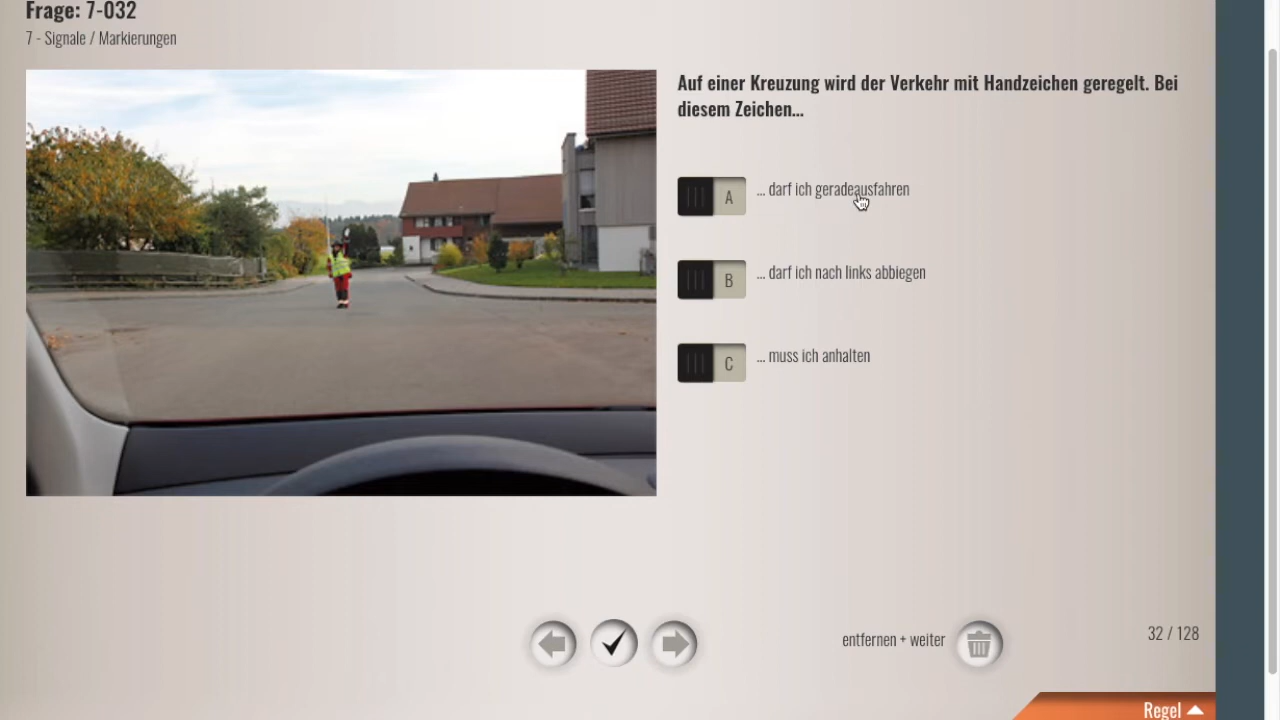 Frage: 7-032
7 - Signale / Markierungen
Auf einer Kreuzung wird der Verkehr mit Handzeichen geregelt. Bei
diesem Zeichen...
A ... darf ich geradeausfahren
B ... darf ich nach links abbiegen
C ... muss ich anhalten
entfernen + weiter
32 / 128
Regel